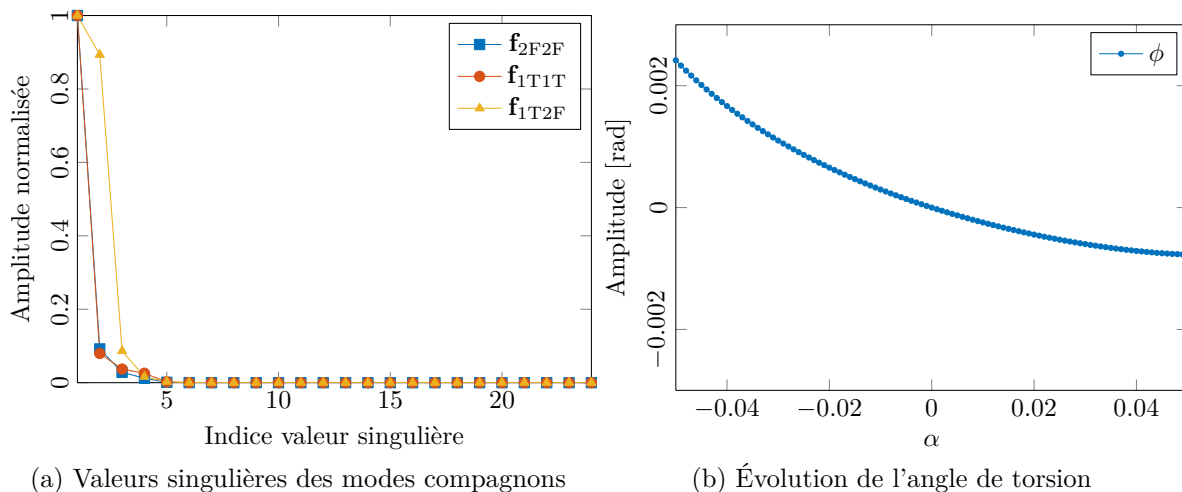 1
0.8
0.6
0.4
0.2
0
5
10
15
20
Amplitude normalisée
Indice valeur singulière
f2F2F
f1T1T
f1T2F
(a) Valeurs singulières des modes compagnons
0.002
0
−0.002
−0.04
−0.02
0
0.02
0.04
Amplitude [rad]
α
ϕ
(b) Évolution de l'angle de torsion